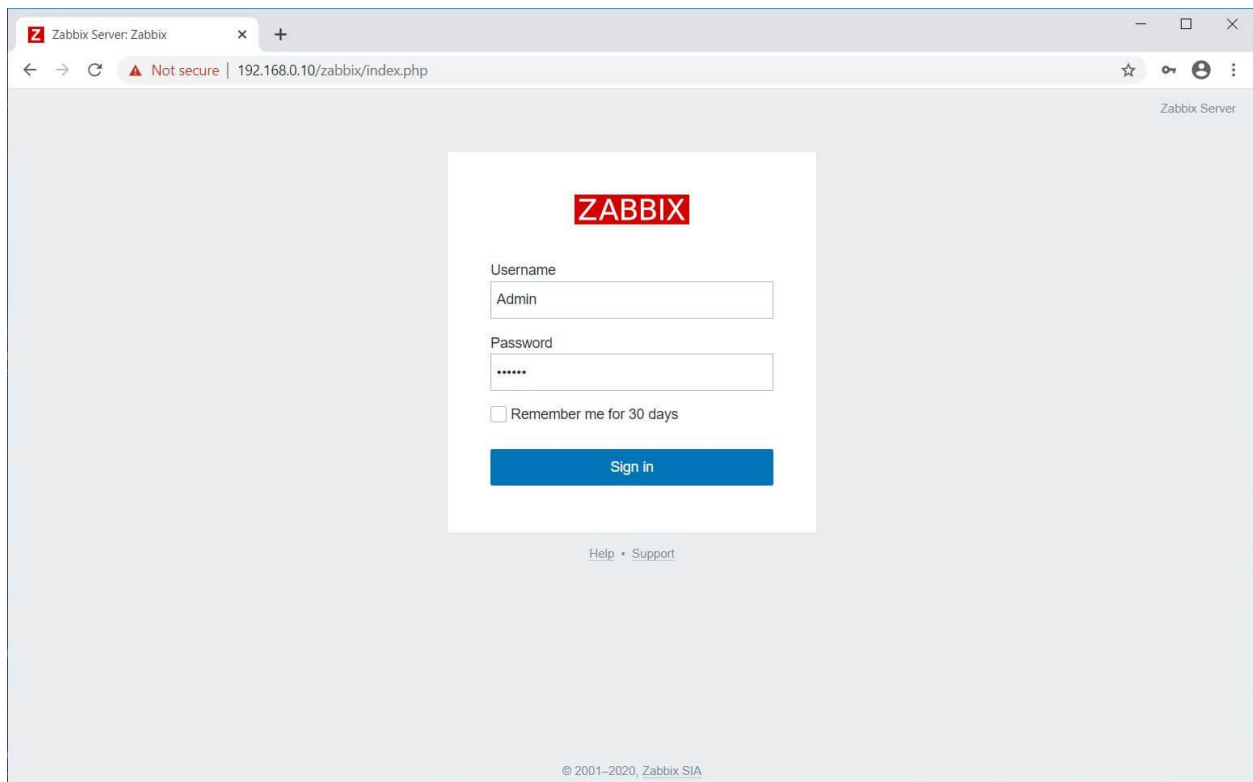 Z Zabbix Server: Zabbix
Not secure | 192.168.0.10/zabbix/index.php
Zabbix Server
ZABBIX
Username
Admin
Password
••••••
Remember me for 30 days
Sign in
Help • Support
© 2001–2020, Zabbix SIA